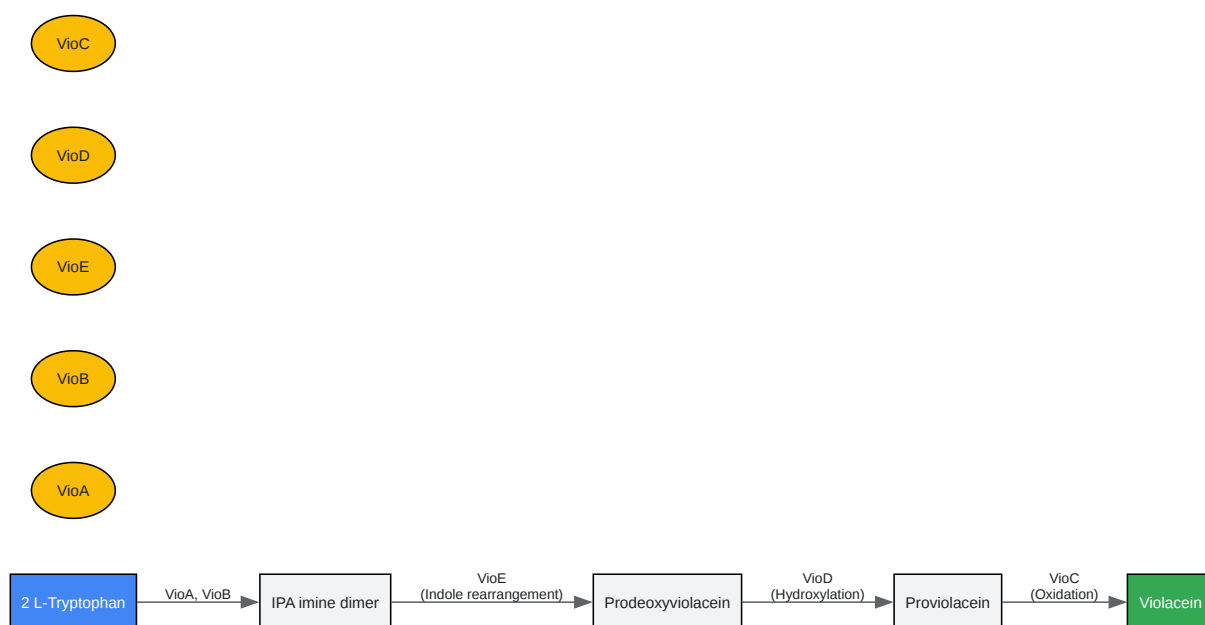 VioC
VioD
VioE
VioB
VioA
2 L-Tryptophan
VioA, VioB
IPA imine dimer
VioE
(Indole rearrangement)
Prodeoxyviolacein
VioD
(Hydroxylation)
Proviolacein
VioC
(Oxidation)
Violacein